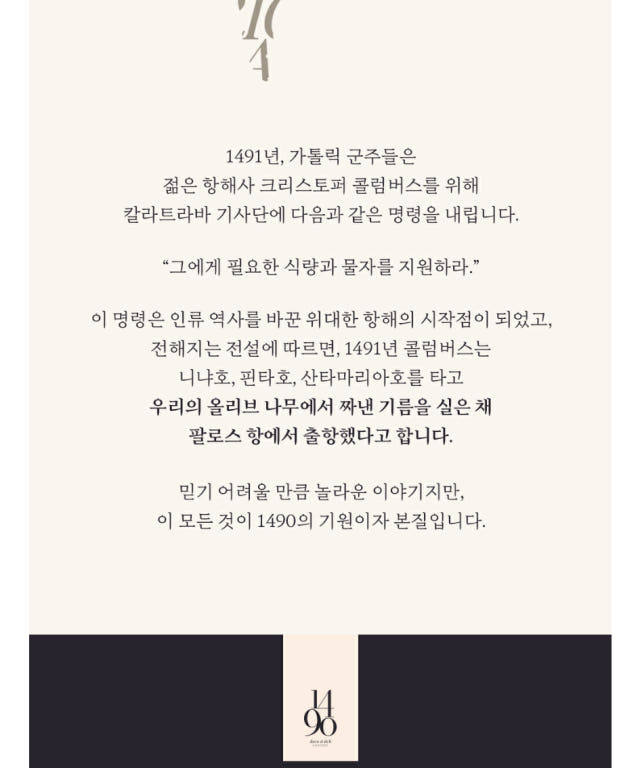 1491년, 가톨릭 군주들은
젊은 항해사 크리스토퍼 콜럼버스를 위해
칼라트라바 기사단에 다음과 같은 명령을 내립니다.
“그에게 필요한 식량과 물자를 지원하라.”
이 명령은 인류 역사를 바꾼 위대한 항해의 시작점이 되었고,
전해지는 전설에 따르면, 1491년 콜럼버스는
니냐호, 핀타호, 산타마리아호를 타고
우리의 올리브 나무에서 짜낸 기름을 실은 채
팔로스 항에서 출항했다고 합니다.
믿기 어려울 만큼 놀라운 이야기지만,
이 모든 것이 1490의 기원이자 본질입니다.
14
90